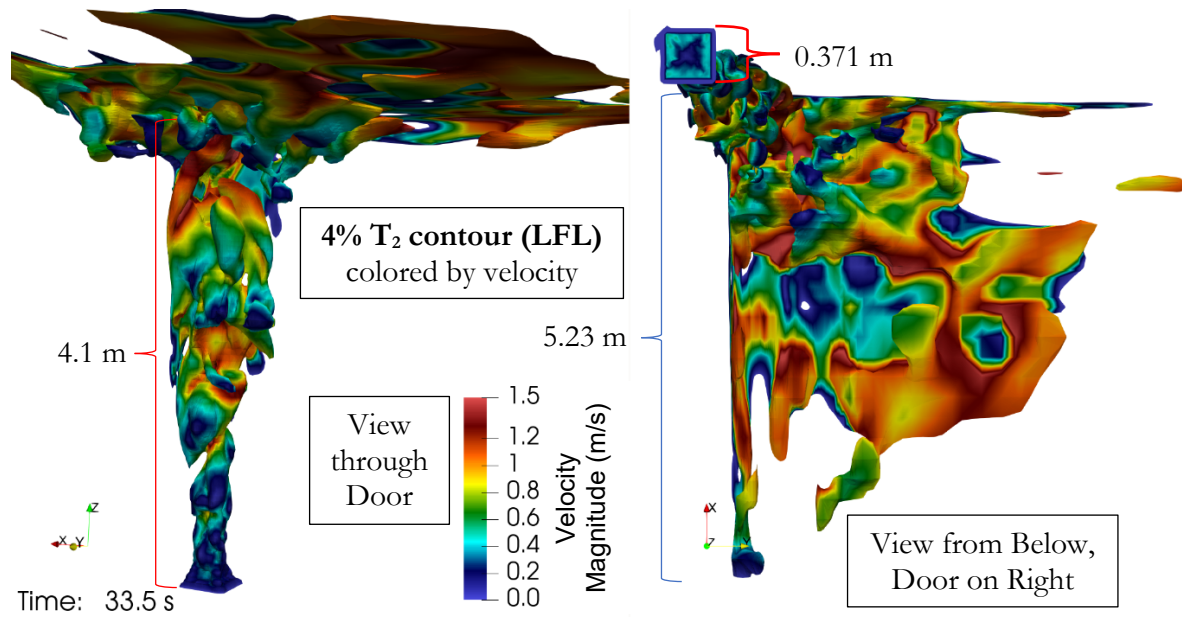 0.371 m
4% T₂ contour (LFL)
colored by velocity
4.1 m
5.23 m
View
through
Door
1.5
1.2
1
0.8
0.6
0.4
0.2
0.0
Velocity
Magnitude (m/s)
View from Below,
Door on Right
Z
X
Y
X
Z
Y
Time: 33.5 s